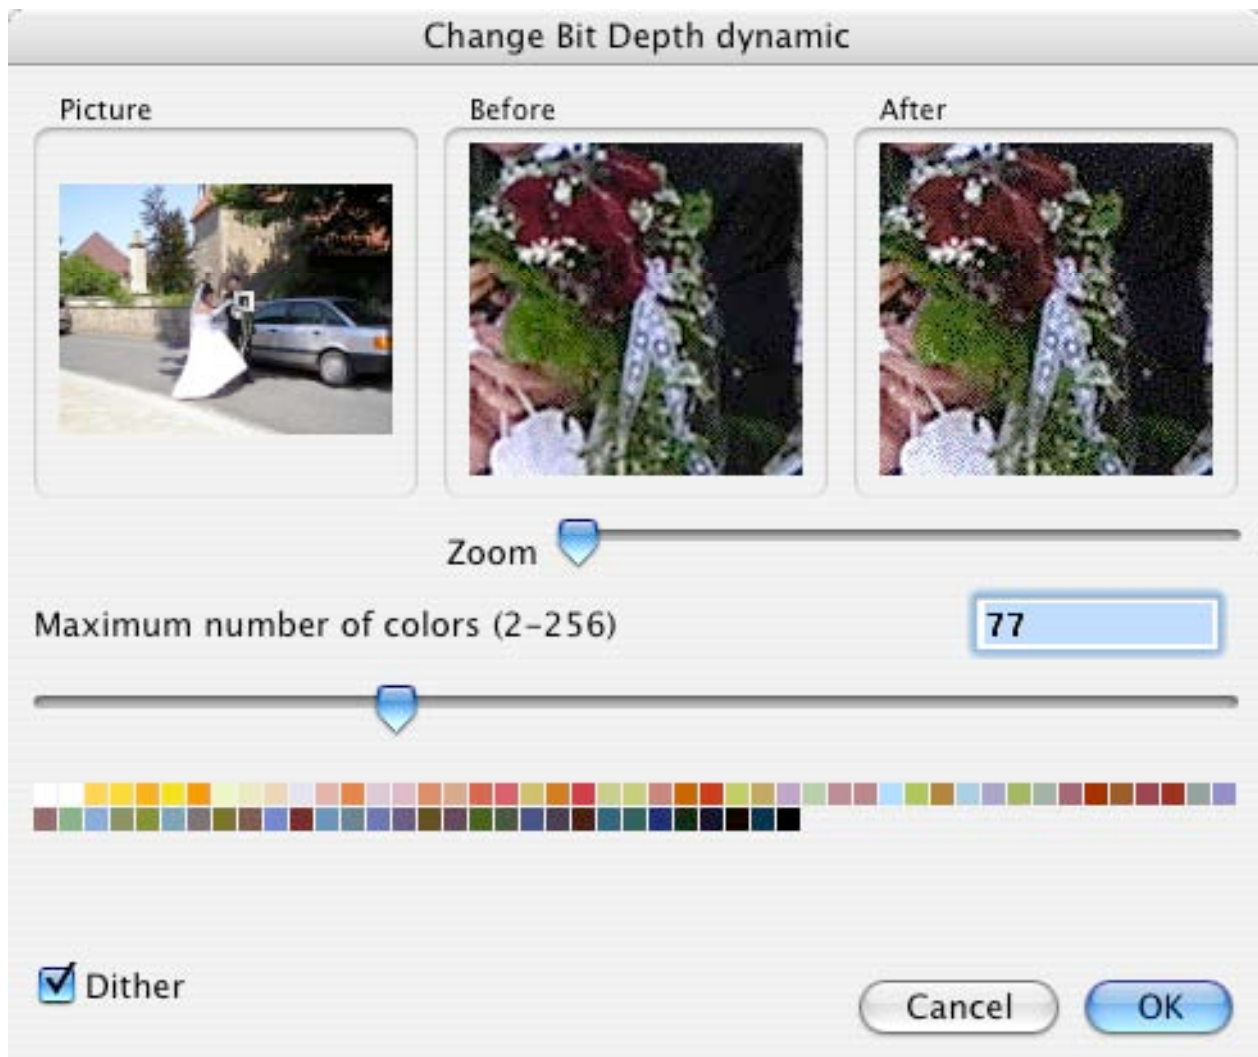 Change Bit Depth dynamic
Picture
Before
After
Zoom
Maximum number of colors (2-256)
77
Dither
Cancel
OK